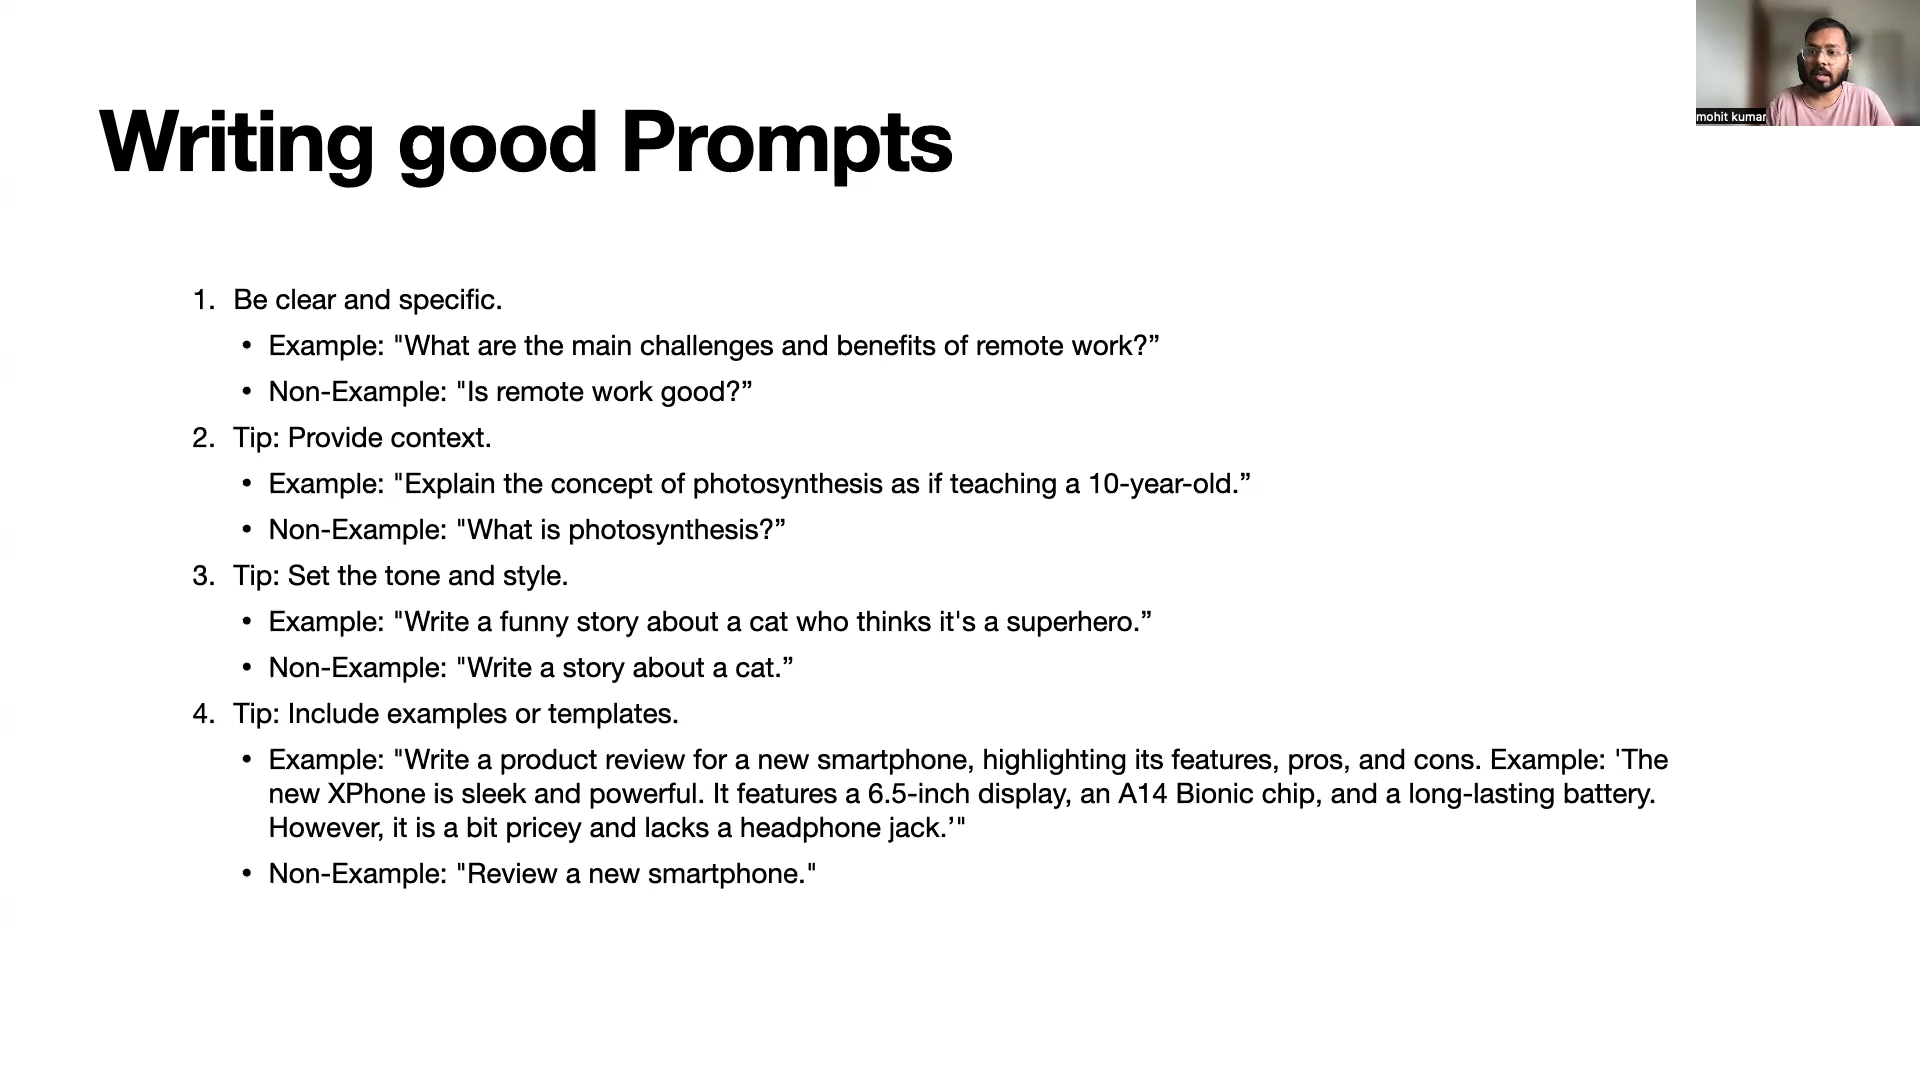 Writing good Prompts
mohit kumar
1. Be clear and specific.
• Example: "What are the main challenges and benefits of remote work?”
• Non-Example: "Is remote work good?”
2. Tip: Provide context.
• Example: "Explain the concept of photosynthesis as if teaching a 10-year-old.”
• Non-Example: "What is photosynthesis?”
3. Tip: Set the tone and style.
• Example: "Write a funny story about a cat who thinks it's a superhero.”
• Non-Example: "Write a story about a cat.”
4. Tip: Include examples or templates.
• Example: "Write a product review for a new smartphone, highlighting its features, pros, and cons. Example: 'The
new XPhone is sleek and powerful. It features a 6.5-inch display, an A14 Bionic chip, and a long-lasting battery.
However, it is a bit pricey and lacks a headphone jack.’"
• Non-Example: "Review a new smartphone."